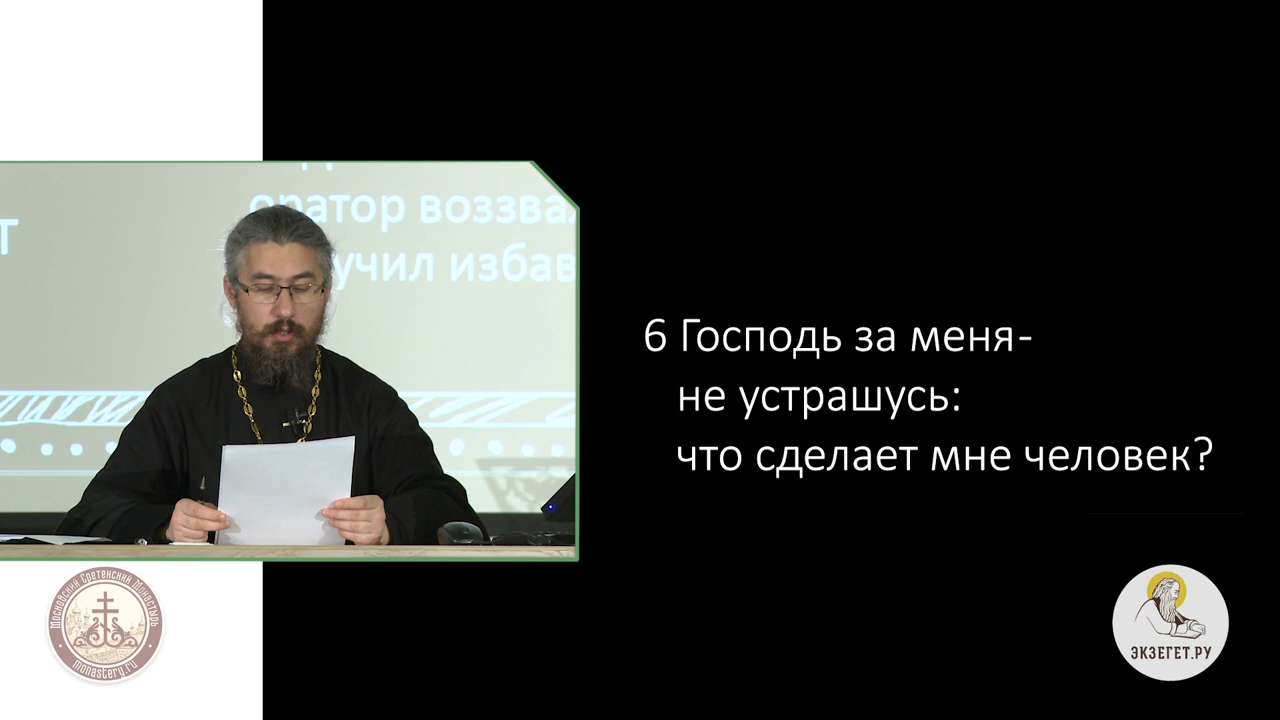 т
оратор воззва
учил избав
6 Господь за меня-
не устрашусь:
что сделает мне человек?
Московский Сретенский Монастырь
monastery.ru
ЭКЗЕГЕТ.РУ